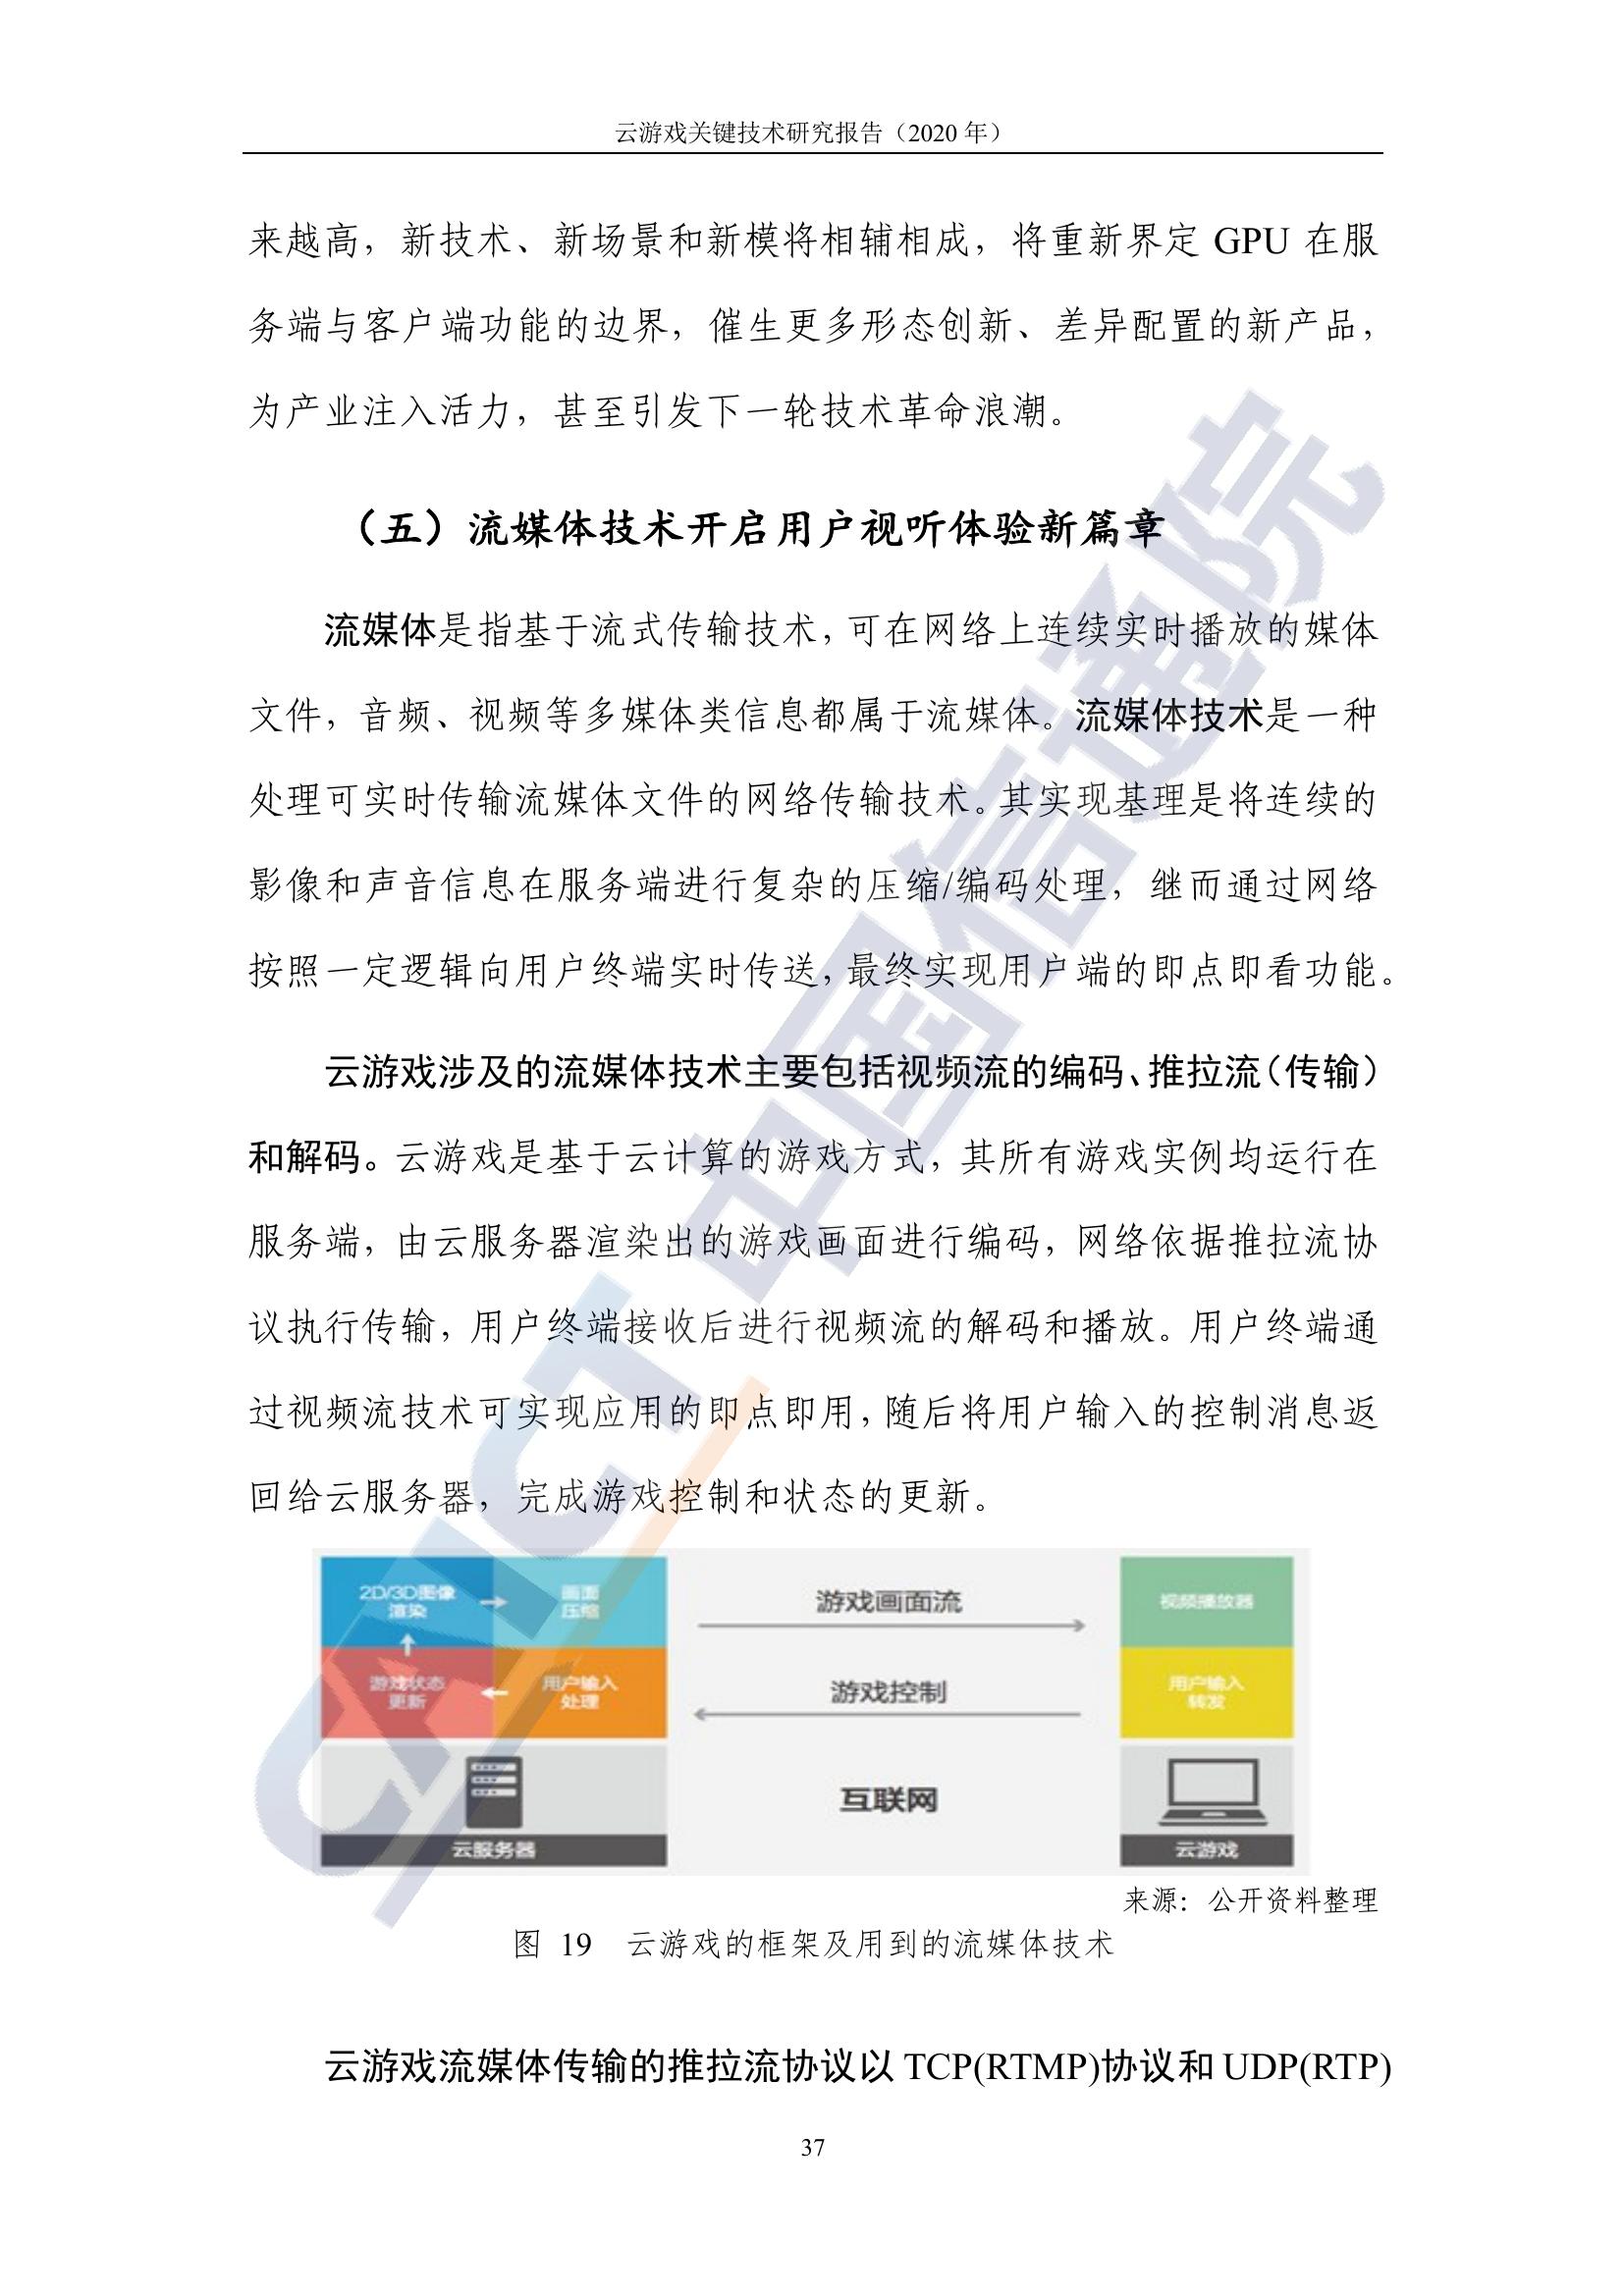 云游戏关键技术研究报告（2020 年）
来越高，新技术、新场景和新模将相辅相成，将重新界定 GPU 在服
务端与客户端功能的边界，催生更多形态创新、差异配置的新产品，
为产业注入活力，甚至引发下一轮技术革命浪潮。
（五）流媒体技术开启用户视听体验新篇章
流媒体是指基于流式传输技术，可在网络上连续实时播放的媒体
文件，音频、视频等多媒体类信息都属于流媒体。流媒体技术是一种
处理可实时传输流媒体文件的网络传输技术。其实现基理是将连续的
影像和声音信息在服务端进行复杂的压缩/编码处理，继而通过网络
按照一定逻辑向用户终端实时传送，最终实现用户端的即点即看功能。
云游戏涉及的流媒体技术主要包括视频流的编码、推拉流（传输）
和解码。云游戏是基于云计算的游戏方式，其所有游戏实例均运行在
服务端，由云服务器渲染出的游戏画面进行编码，网络依据推拉流协
议执行传输，用户终端接收后进行视频流的解码和播放。用户终端通
过视频流技术可实现应用的即点即用，随后将用户输入的控制消息返
回给云服务器，完成游戏控制和状态的更新。
2D/3D图像
渲染
画面
压缩
游戏画面流
视频播放器
游戏状态
更新
用户输入
处理
游戏控制
用户输入
转发
互联网
云服务器
云游戏
来源：公开资料整理
图 19 云游戏的框架及用到的流媒体技术
云游戏流媒体传输的推拉流协议以 TCP(RTMP)协议和 UDP(RTP)
37
CAICT 中国信通院